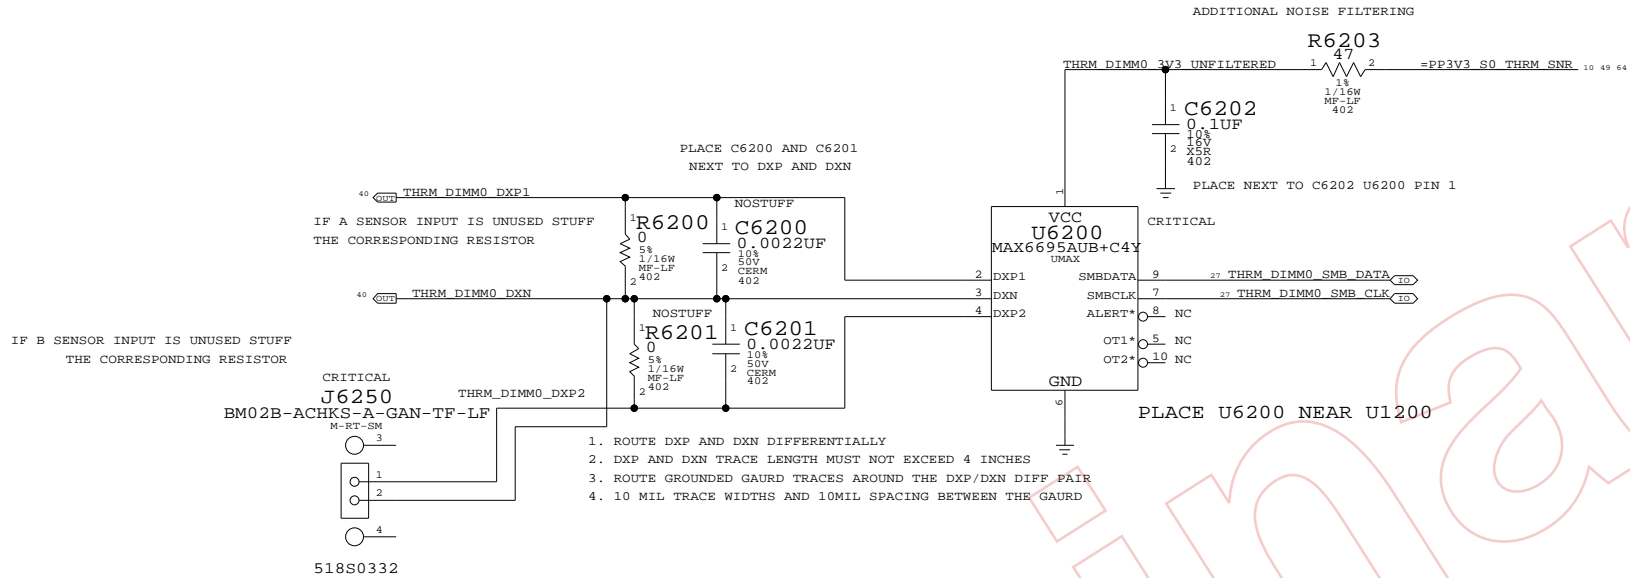 ADDITIONAL NOISE FILTERING
R6203
47
THRM_DIMM0_3V3_UNFILTERED
1
2
=PP3V3_S0_THRM_SNR
10 49 64
1%
1/16W
MF-LF
402
1
C6202
0.1UF
10%
16V
X5R
402
2
PLACE C6200 AND C6201
NEXT TO DXP AND DXN
PLACE NEXT TO C6202 U6200 PIN 1
40
OUT
THRM_DIMM0_DXP1
NOSTUFF
IF A SENSOR INPUT IS UNUSED STUFF
THE CORRESPONDING RESISTOR
1
R6200
0
5%
1/16W
MF-LF
402
2
1
C6200
0.0022UF
10%
50V
CERM
402
2
1
VCC
U6200
MAX6695AUB+C4Y
UMAX
CRITICAL
2
DXP1
SMBDATA
9
27
THRM_DIMM0_SMB_DATA
IO
40
OUT
THRM_DIMM0_DXN
3
DXN
SMBCLK
7
27
THRM_DIMM0_SMB_CLK
IO
4
DXP2
ALERT*
8
NC
OT1*
5
NC
OT2*
10
NC
GND
6
NOSTUFF
IF B SENSOR INPUT IS UNUSED STUFF
THE CORRESPONDING RESISTOR
1
R6201
0
5%
1/16W
MF-LF
402
2
1
C6201
0.0022UF
10%
50V
CERM
402
2
CRITICAL
J6250
BM02B-ACHKS-A-GAN-TF-LF
M-RT-SM
THRM_DIMM0_DXP2
PLACE U6200 NEAR U1200
3
1
2
4
518S0332
1. ROUTE DXP AND DXN DIFFERENTIALLY
2. DXP AND DXN TRACE LENGTH MUST NOT EXCEED 4 INCHES
3. ROUTE GROUNDED GAURD TRACES AROUND THE DXP/DXN DIFF PAIR
4. 10 MIL TRACE WIDTHS AND 10MIL SPACING BETWEEN THE GAURD